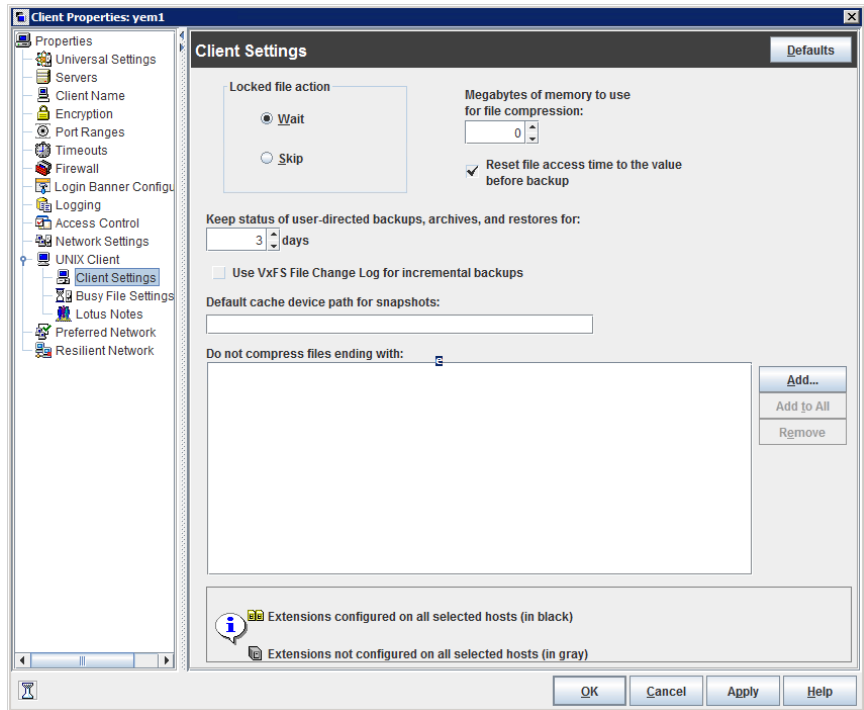 Client Properties: yem1
Properties
Universal Settings
Servers
Client Name
Encryption
Port Ranges
Timeouts
Firewall
Login Banner Configu
Logging
Access Control
Network Settings
UNIX Client
Client Settings
Busy File Settings
Lotus Notes
Preferred Network
Resilient Network
Client Settings
Defaults
Locked file action
Wait
Skip
Megabytes of memory to use
for file compression:
0
Reset file access time to the value
before backup
Keep status of user-directed backups, archives, and restores for:
3 days
Use VxFS File Change Log for incremental backups
Default cache device path for snapshots:
Do not compress files ending with:
Add...
Add to All
Remove
Extensions configured on all selected hosts (in black)
Extensions not configured on all selected hosts (in gray)
OK
Cancel
Apply
Help